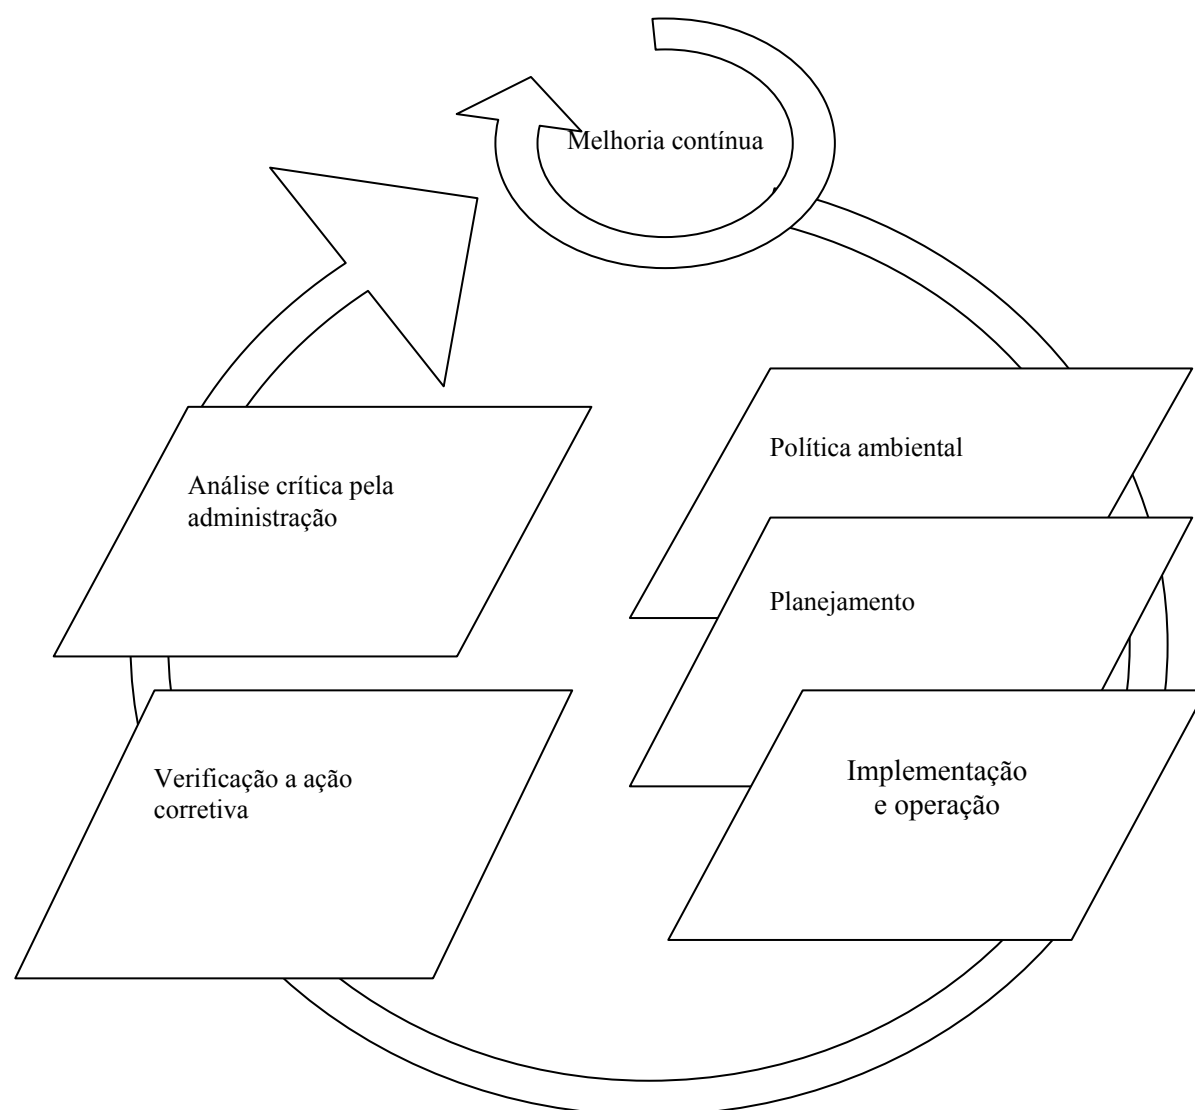 Melhoria contínua
Política ambiental
Análise crítica pela
administração
Planejamento
Implementação
e operação
Verificação a ação
corretiva